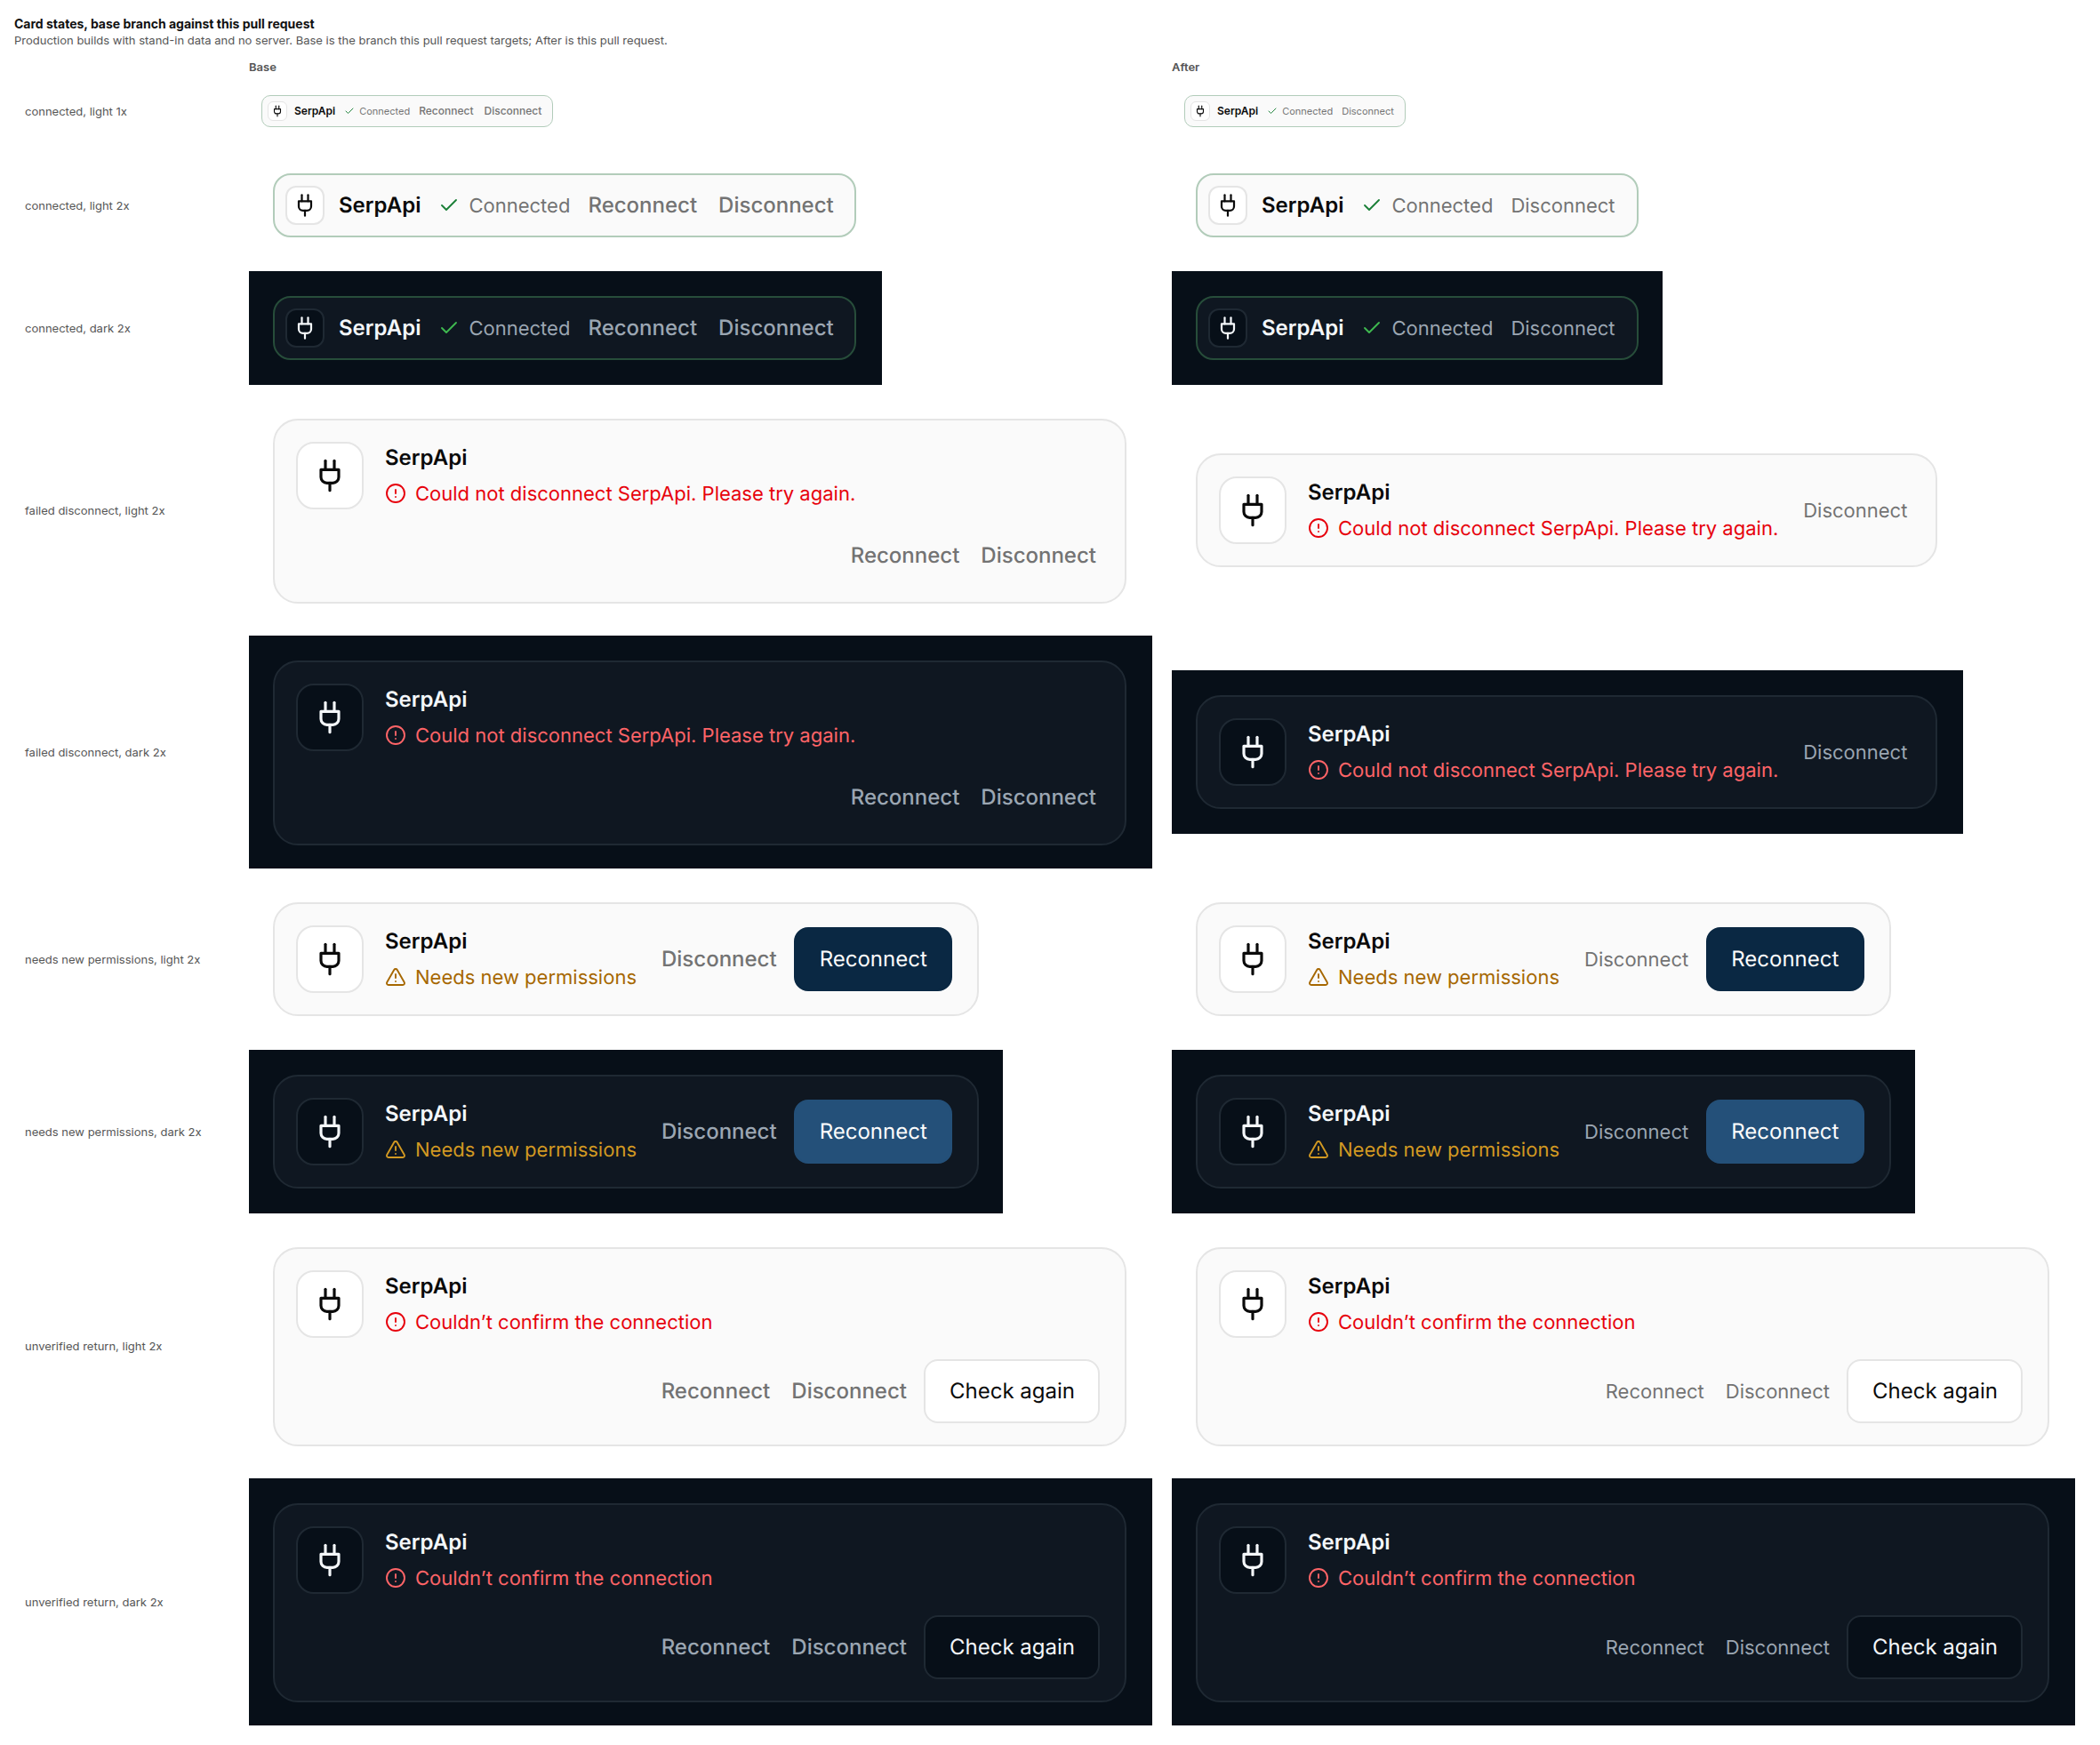 Card states, base branch against this pull request
Production builds with stand-in data and no server. Base is the branch this pull request targets; After is this pull request.
Base After
connected, light 1x SerpApi Connected Reconnect Disconnect SerpApi Connected Disconnect
connected, light 2x SerpApi Connected Reconnect Disconnect SerpApi Connected Disconnect
connected, dark 2x SerpApi Connected Reconnect Disconnect SerpApi Connected Disconnect
failed disconnect, light 2x
SerpApi
Could not disconnect SerpApi. Please try again.
Reconnect Disconnect
SerpApi
Could not disconnect SerpApi. Please try again.
Disconnect
failed disconnect, dark 2x
SerpApi
Could not disconnect SerpApi. Please try again.
Reconnect Disconnect
SerpApi
Could not disconnect SerpApi. Please try again.
Disconnect
needs new permissions, light 2x
SerpApi
Needs new permissions
Disconnect Reconnect
SerpApi
Needs new permissions
Disconnect Reconnect
needs new permissions, dark 2x
SerpApi
Needs new permissions
Disconnect Reconnect
SerpApi
Needs new permissions
Disconnect Reconnect
unverified return, light 2x
SerpApi
Couldn’t confirm the connection
Reconnect Disconnect Check again
SerpApi
Couldn’t confirm the connection
Reconnect Disconnect Check again
unverified return, dark 2x
SerpApi
Couldn’t confirm the connection
Reconnect Disconnect Check again
SerpApi
Couldn’t confirm the connection
Reconnect Disconnect Check again